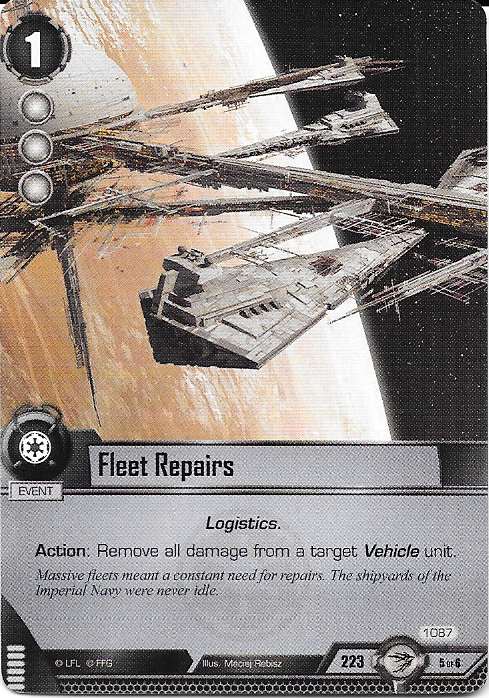 1
Fleet Repairs
EVENT
Logistics.
Action: Remove all damage from a target Vehicle unit.
Massive fleets meant a constant need for repairs. The shipyards of the
Imperial Navy were never idle.
1087
© LFL © FFG
Illus. Maciej Rebisz
223
5 OF 6